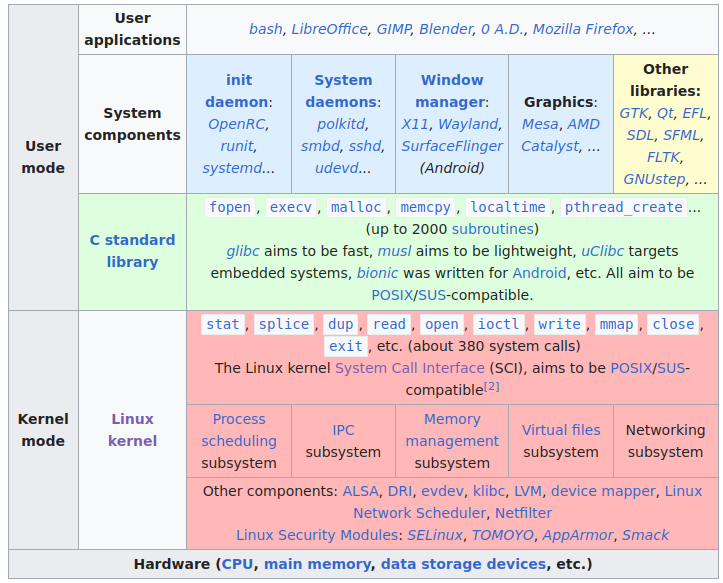 User
applications
bash, LibreOffice, GIMP, Blender, 0 A.D., Mozilla Firefox, ...
User
mode
System
components
init
daemon:
OpenRC,
runit,
systemd...
System
daemons:
polkitd,
smbd, sshd,
udevd...
Window
manager:
X11, Wayland,
SurfaceFlinger
(Android)
Graphics:
Mesa, AMD
Catalyst, ...
Other
libraries:
GTK, Qt, EFL,
SDL, SFML,
FLTK,
GNUstep, ...
C standard
library
fopen, execv, malloc, memcpy, localtime, pthread_create...
(up to 2000 subroutines)
glibc aims to be fast, musl aims to be lightweight, uClibc targets
embedded systems, bionic was written for Android, etc. All aim to be
POSIX/SUS-compatible.
Kernel
mode
Linux
kernel
stat, splice, dup, read, open, ioctl, write, mmap, close,
exit, etc. (about 380 system calls)
The Linux kernel System Call Interface (SCI), aims to be POSIX/SUS-
compatible[2]
Process
scheduling
subsystem
IPC
subsystem
Memory
management
subsystem
Virtual files
subsystem
Networking
subsystem
Other components: ALSA, DRI, evdev, klibc, LVM, device mapper, Linux
Network Scheduler, Netfilter
Linux Security Modules: SELinux, TOMOYO, AppArmor, Smack
Hardware (CPU, main memory, data storage devices, etc.)